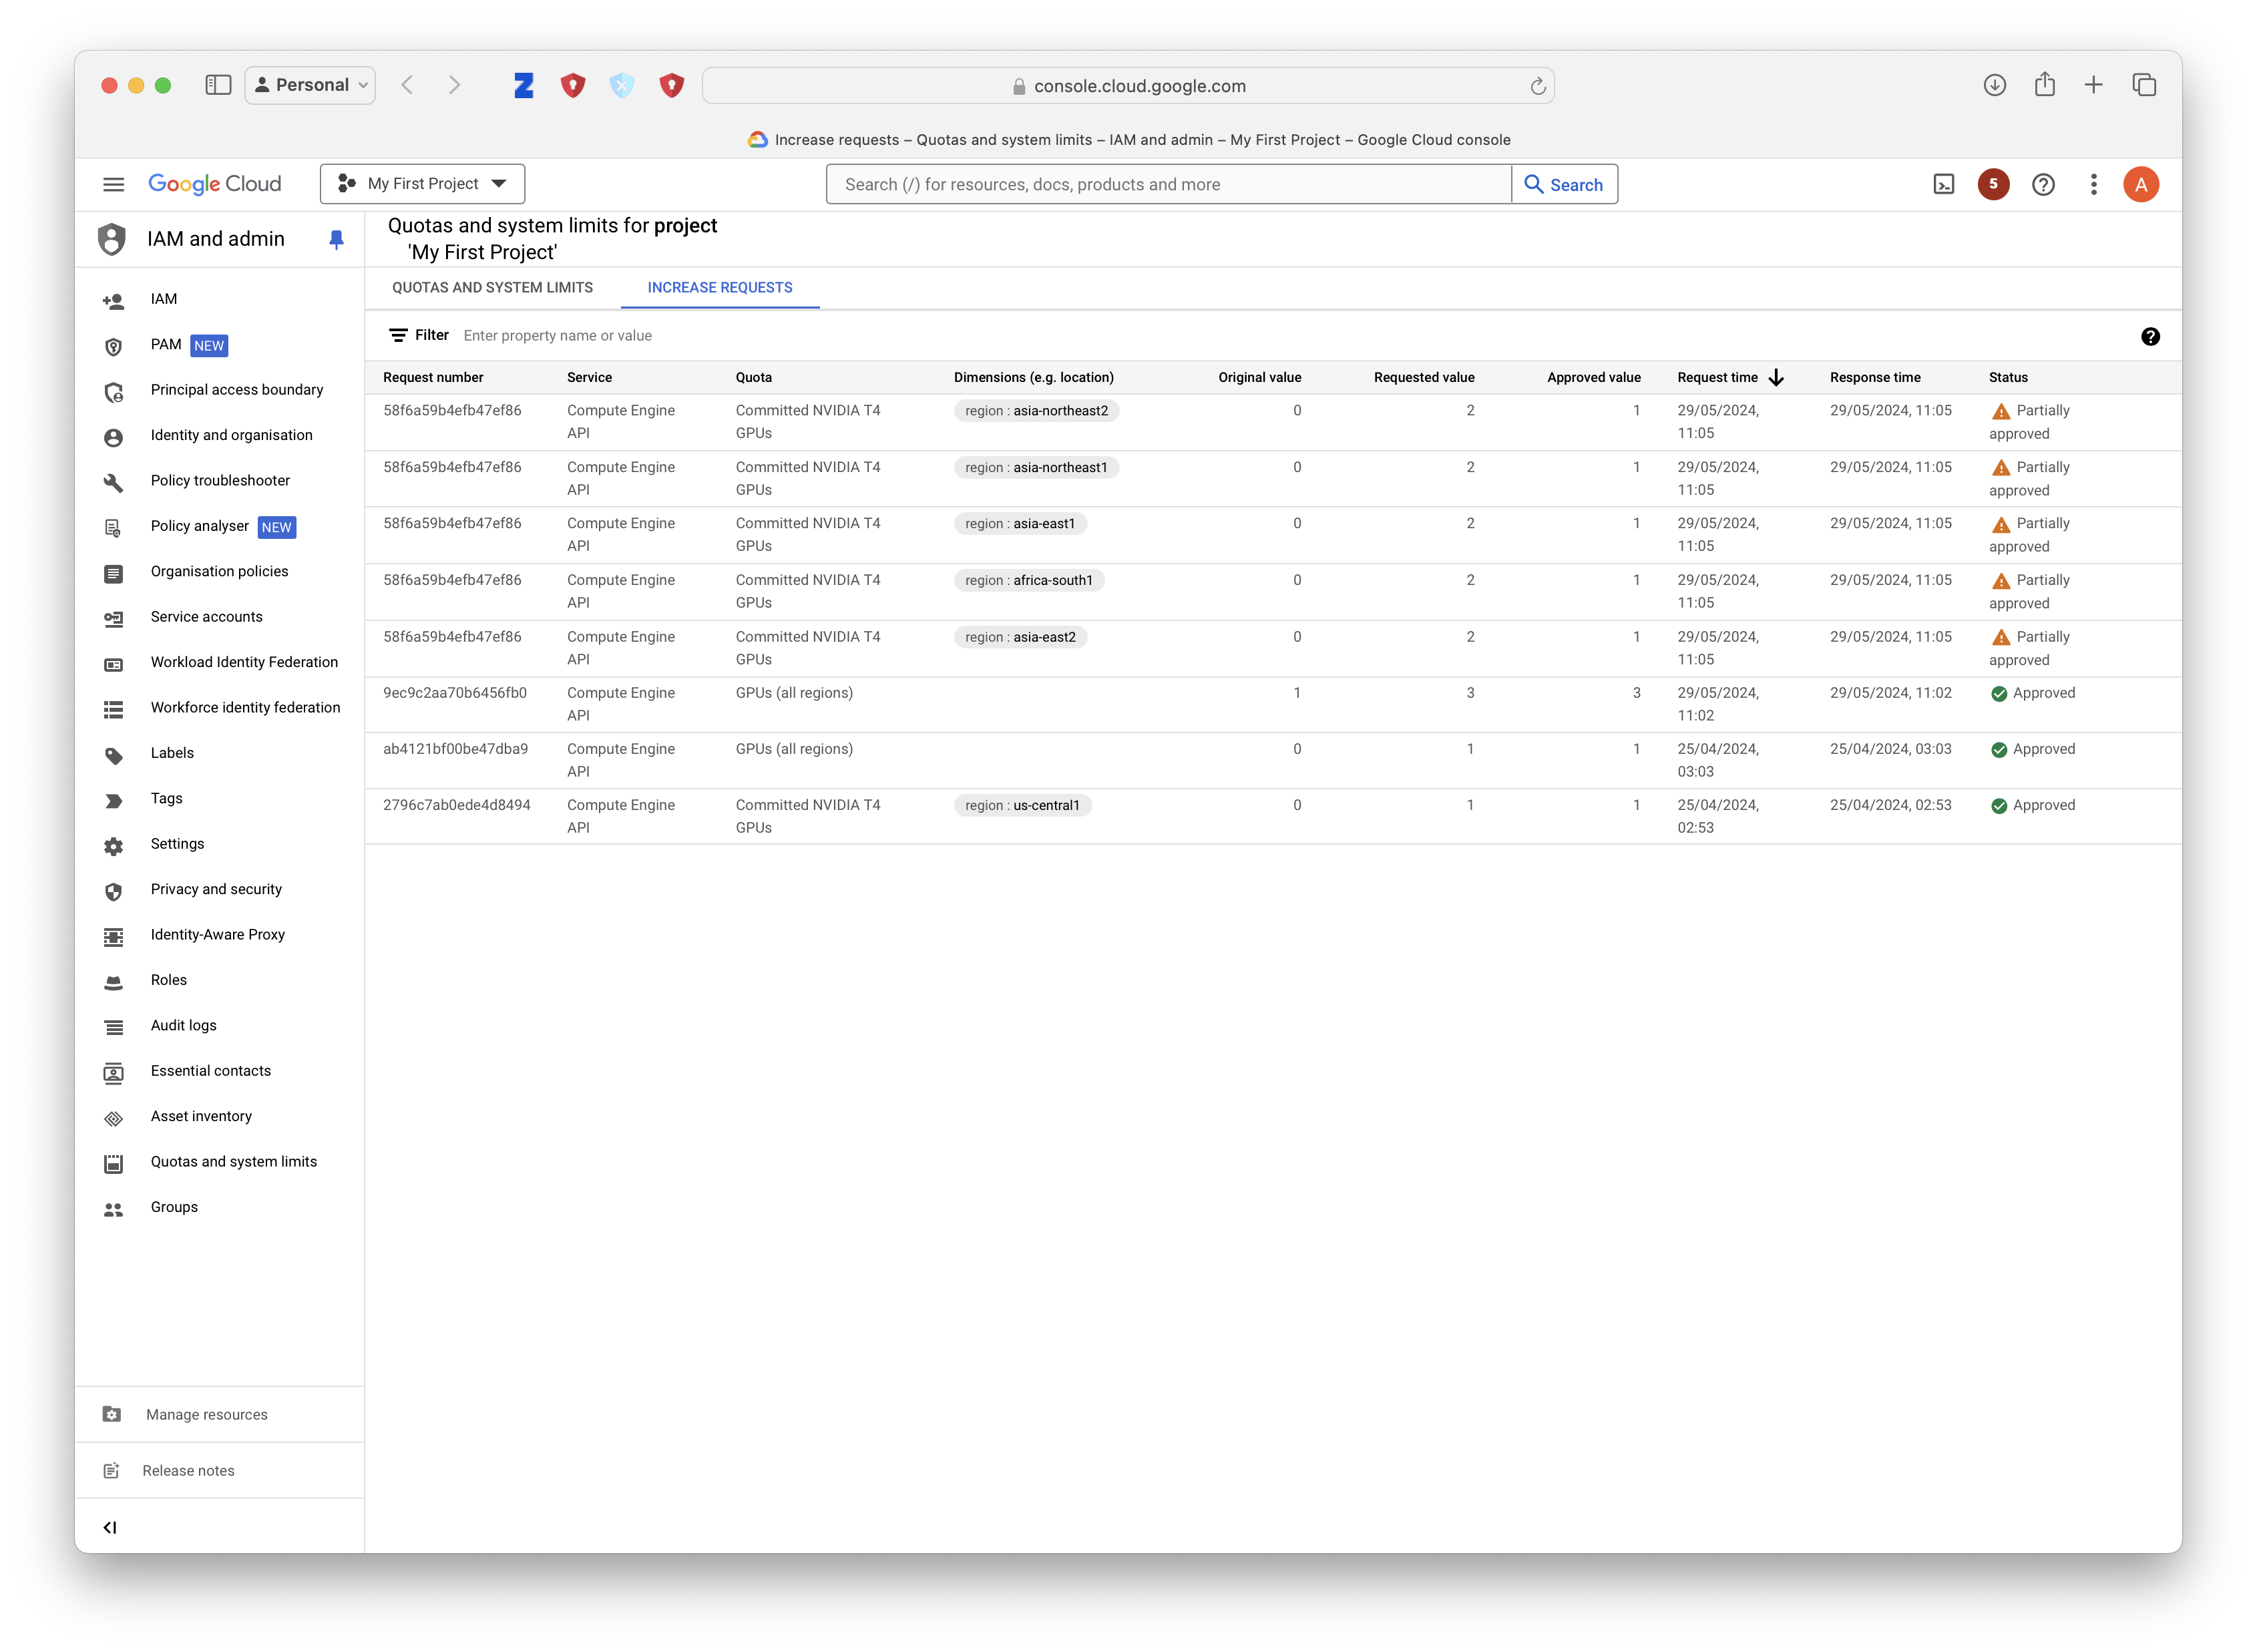 Personal
console.cloud.google.com
Increase requests – Quotas and system limits – IAM and admin – My First Project – Google Cloud console
Google Cloud
My First Project
Search (/) for resources, docs, products and more
Search
5
A
IAM and admin
Quotas and system limits for project
'My First Project'
QUOTAS AND SYSTEM LIMITS
INCREASE REQUESTS
IAM
PAM NEW
Principal access boundary
Identity and organisation
Policy troubleshooter
Policy analyser NEW
Organisation policies
Service accounts
Workload Identity Federation
Workforce identity federation
Labels
Tags
Settings
Privacy and security
Identity-Aware Proxy
Roles
Audit logs
Essential contacts
Asset inventory
Quotas and system limits
Groups
Manage resources
Release notes
Filter Enter property name or value
Request number Service Quota Dimensions (e.g. location) Original value Requested value Approved value Request time Response time Status
58f6a59b4efb47ef86 Compute Engine Committed NVIDIA T4 region : asia-northeast2 0 2 1 29/05/2024, 29/05/2024, 11:05 Partially
API GPUs 11:05 approved
58f6a59b4efb47ef86 Compute Engine Committed NVIDIA T4 region : asia-northeast1 0 2 1 29/05/2024, 29/05/2024, 11:05 Partially
API GPUs 11:05 approved
58f6a59b4efb47ef86 Compute Engine Committed NVIDIA T4 region : asia-east1 0 2 1 29/05/2024, 29/05/2024, 11:05 Partially
API GPUs 11:05 approved
58f6a59b4efb47ef86 Compute Engine Committed NVIDIA T4 region : africa-south1 0 2 1 29/05/2024, 29/05/2024, 11:05 Partially
API GPUs 11:05 approved
58f6a59b4efb47ef86 Compute Engine Committed NVIDIA T4 region : asia-east2 0 2 1 29/05/2024, 29/05/2024, 11:05 Partially
API GPUs 11:05 approved
9ec9c2aa70b6456fb0 Compute Engine GPUs (all regions) 1 3 3 29/05/2024, 29/05/2024, 11:02 Approved
API 11:02
ab4121bf00be47dba9 Compute Engine GPUs (all regions) 0 1 1 25/04/2024, 25/04/2024, 03:03 Approved
API 03:03
2796c7ab0ede4d8494 Compute Engine Committed NVIDIA T4 region : us-central1 0 1 1 25/04/2024, 25/04/2024, 02:53 Approved
API GPUs 02:53